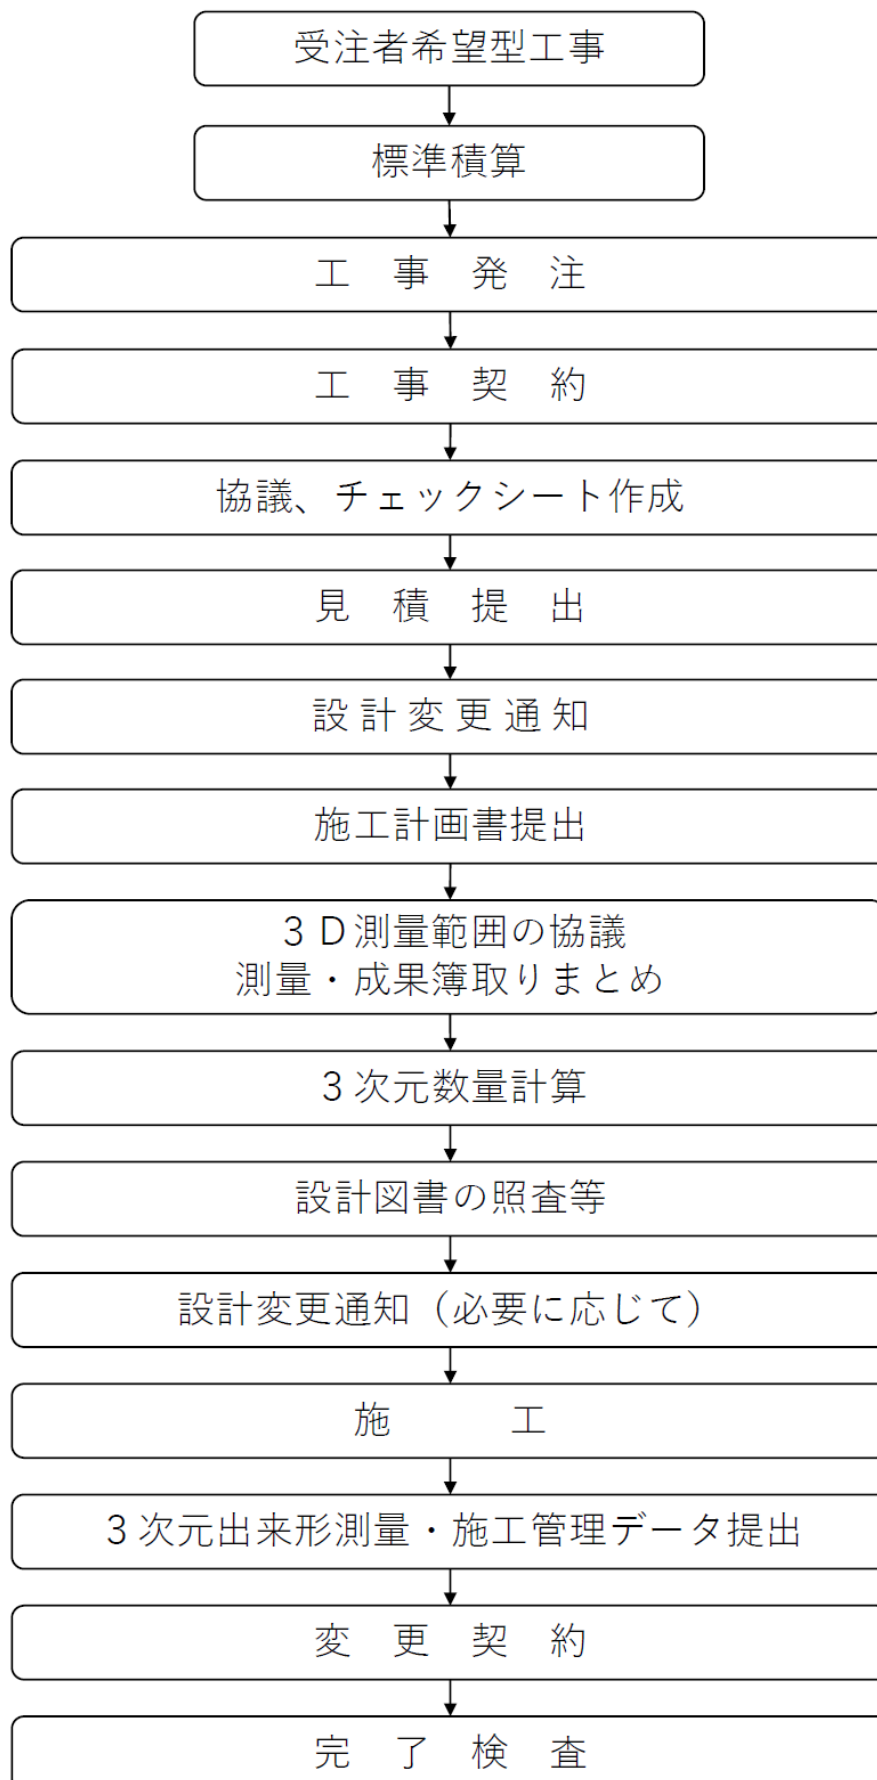 受注者希望型工事
標準積算
工　事　発　注
工　事　契　約
協議、チェックシート作成
見　積　提　出
設 計 変 更 通 知
施工計画書提出
３Ｄ測量範囲の協議
測量・成果簿取りまとめ
３次元数量計算
設計図書の照査等
設計変更通知（必要に応じて）
施　　　工
３次元出来形測量・施工管理データ提出
変　更　契　約
完　了　検　査